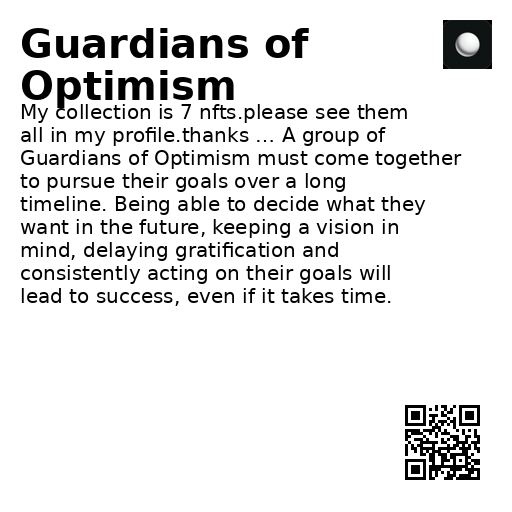 Guardians of
Optimism
My collection is 7 nfts.please see them
all in my profile.thanks ... A group of
Guardians of Optimism must come together
to pursue their goals over a long
timeline. Being able to decide what they
want in the future, keeping a vision in
mind, delaying gratification and
consistently acting on their goals will
lead to success, even if it takes time.